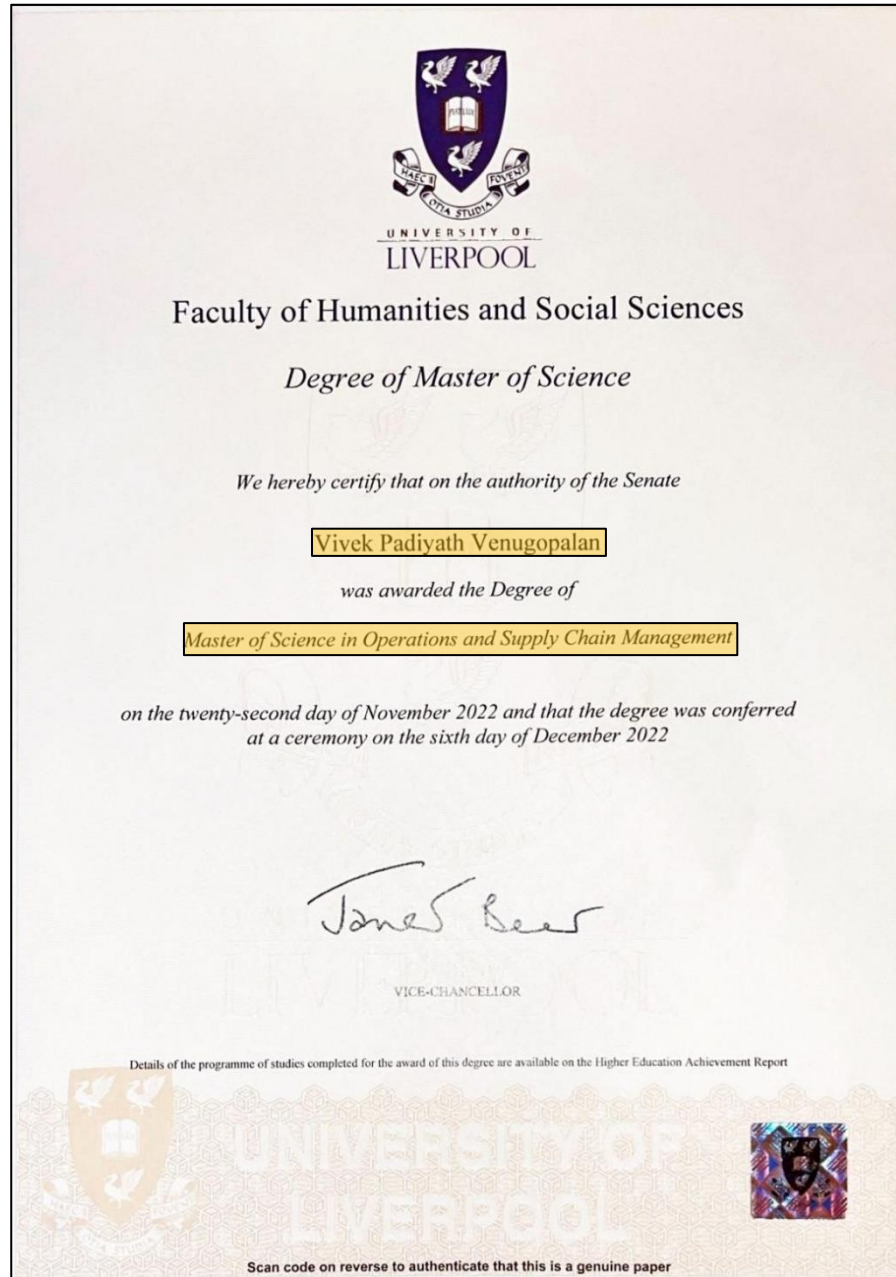 HAEC
OTIA STUDIA
FOVENT
UNIVERSITY OF
LIVERPOOL
Faculty of Humanities and Social Sciences
Degree of Master of Science
We hereby certify that on the authority of the Senate
Vivek Padiyath Venugopalan
was awarded the Degree of
Master of Science in Operations and Supply Chain Management
on the twenty-second day of November 2022 and that the degree was conferred
at a ceremony on the sixth day of December 2022
Janet Beer
LIVERPOOL
VICE-CHANCELLOR
Details of the programme of studies completed for the award of this degree are available on the Higher Education Achievement Report
UNIVERSITY OF
LIVERPOOL
Scan code on reverse to authenticate that this is a genuine paper